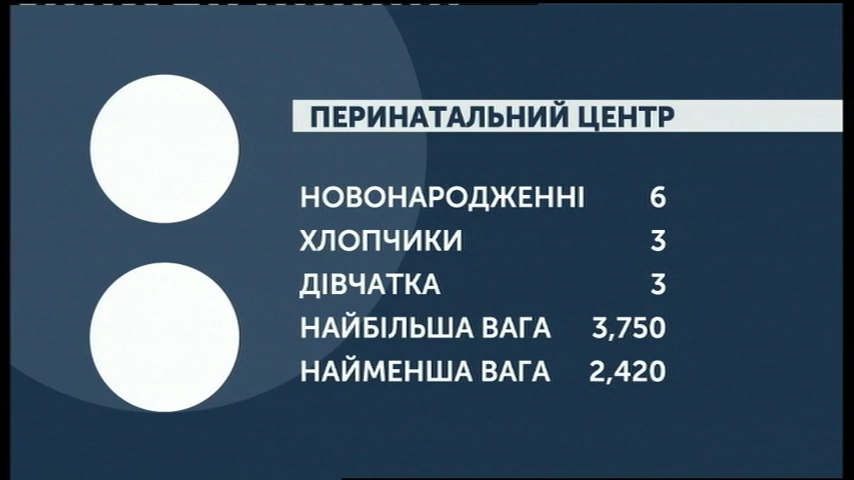 ПЕРИНАТАЛЬНИЙ ЦЕНТР
НОВОНАРОДЖЕННІ 6
ХЛОПЧИКИ 3
ДІВЧАТКА 3
НАЙБІЛЬША ВАГА 3,750
НАЙМЕНША ВАГА 2,420